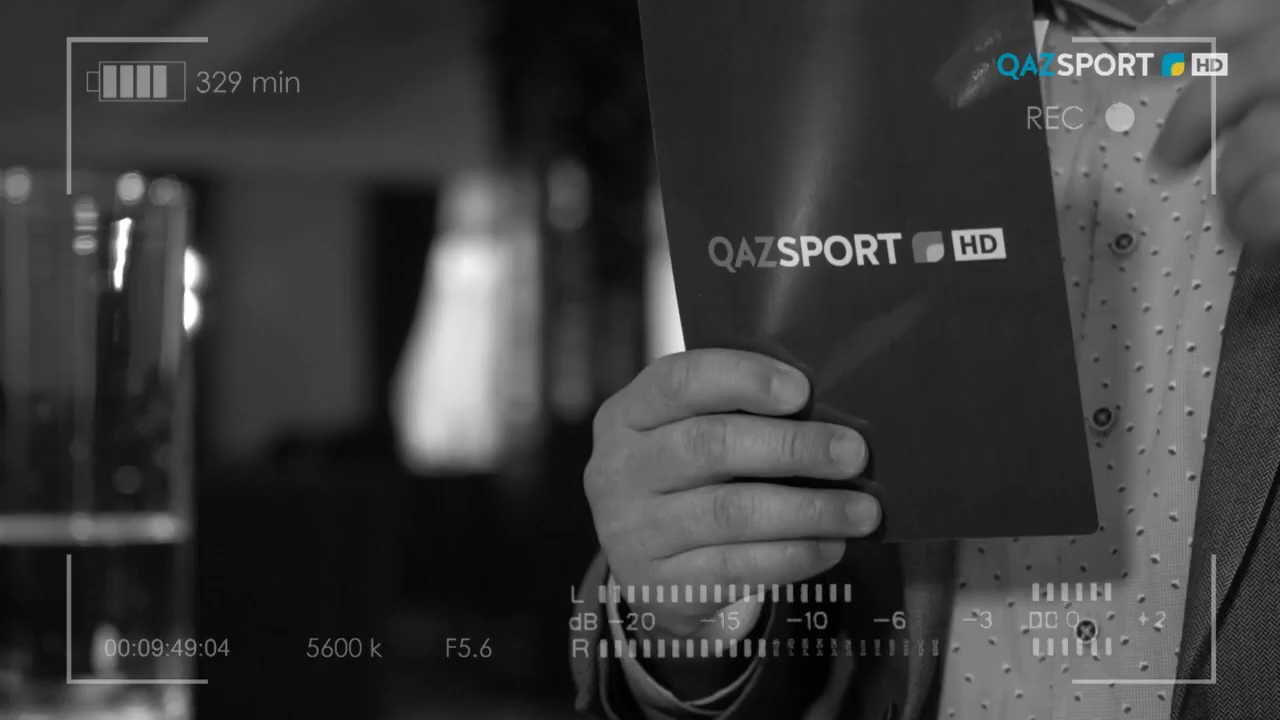 329 min
QAZSPORT HD
REC
QAZSPORT HD
L
dB -20 -15 -10 -6 -3 0 +2
R
00:09:49:04 5600 k F5.6